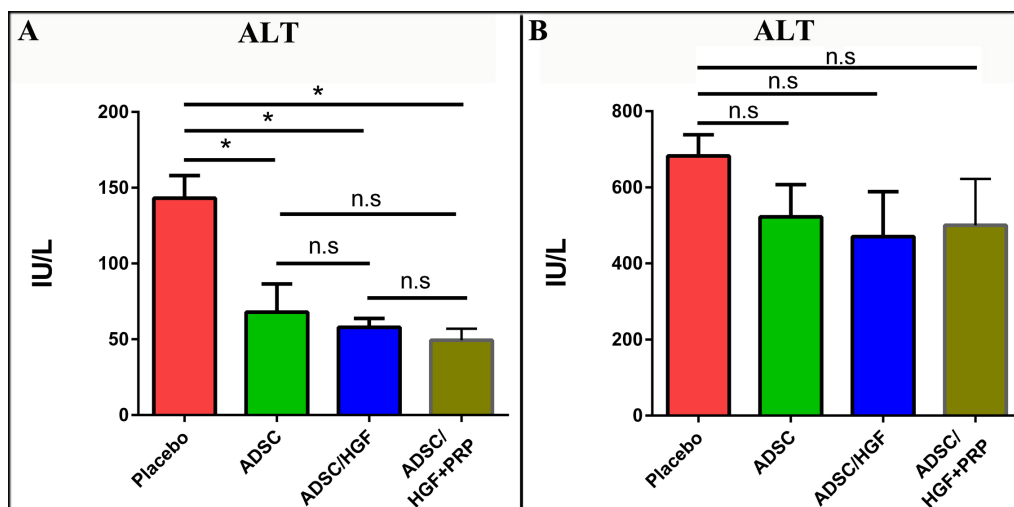 A
ALT
*
*
*
n.s
n.s
n.s
200
150
100
50
0
IU/L
Placebo
ADSC
ADSC/HGF
ADSC/
HGF+PRP
B
ALT
n.s
n.s
n.s
800
600
400
200
0
IU/L
Placebo
ADSC
ADSC/HGF
ADSC/
HGF+PRP